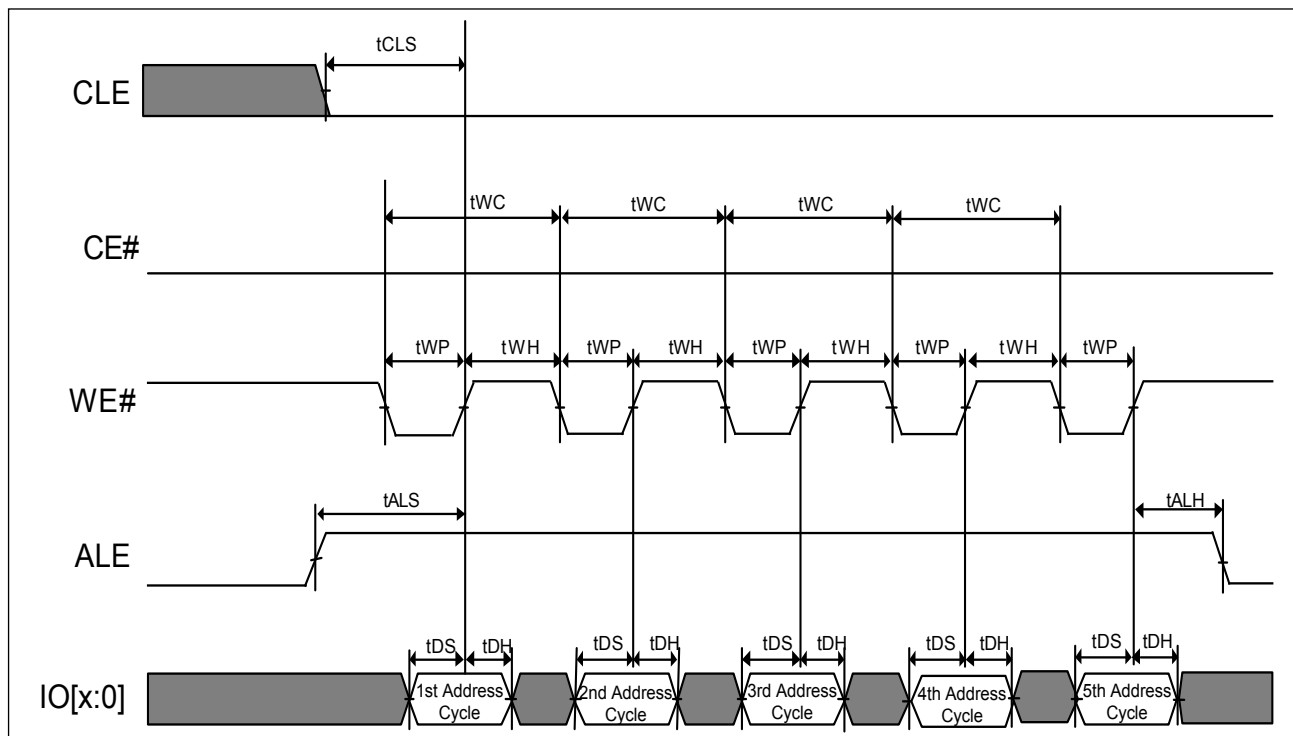 tCLS
CLE
tWC tWC tWC tWC
CE#
tWP tWH tWP tWH tWP tWH tWP tWH tWP
WE#
tALS tALH
ALE
tDS tDH tDS tDH tDS tDH tDS tDH tDS tDH
IO[x:0]
1st Address Cycle
2nd Address Cycle
3rd Address Cycle
4th Address Cycle
5th Address Cycle